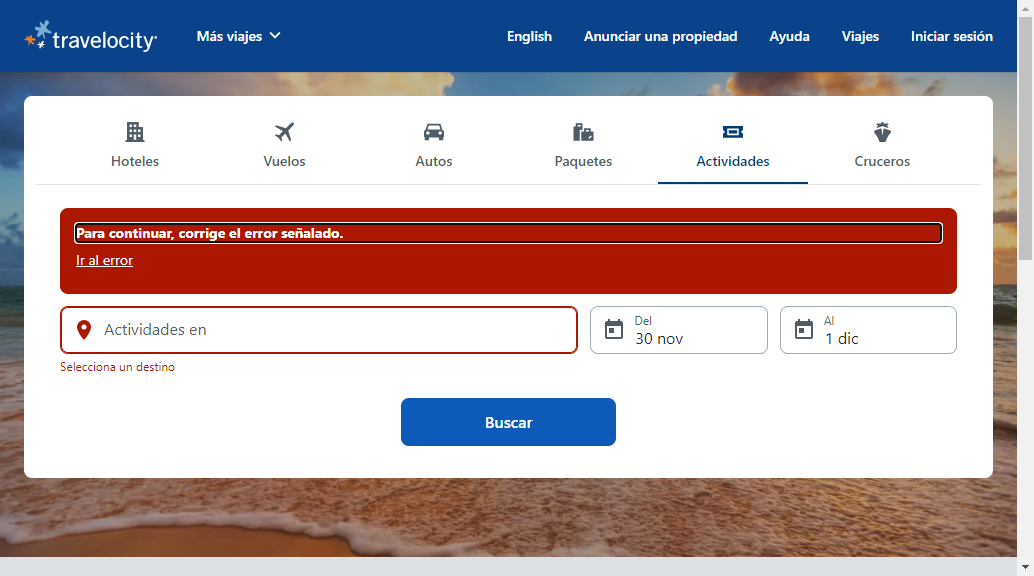 travelocity
Más viajes
English
Anunciar una propiedad
Ayuda
Viajes
Iniciar sesión
Hoteles
Vuelos
Autos
Paquetes
Actividades
Cruceros
Para continuar, corrige el error señalado.
Ir al error
Actividades en
Del
30 nov
Al
1 dic
Selecciona un destino
Buscar